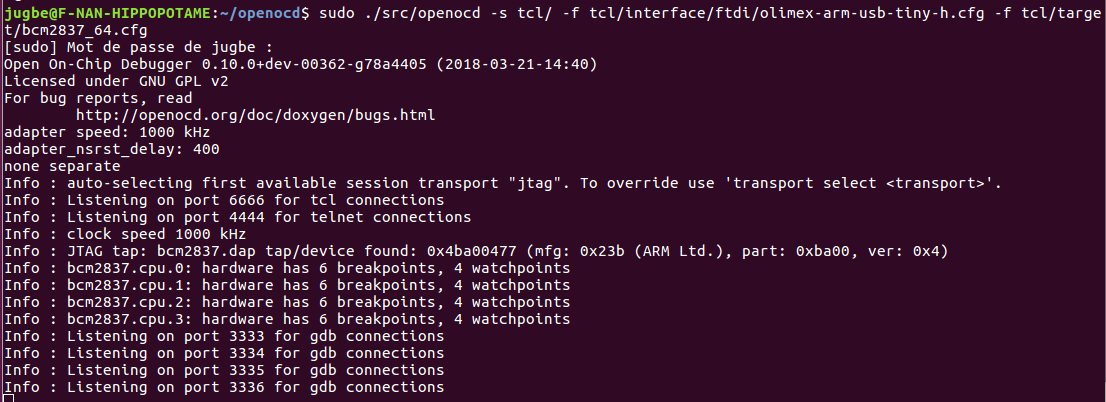 jugbe@F-NAN-HIPPOPOTAME:~/openocd$ sudo ./src/openocd -s tcl/ -f tcl/interface/ftdi/olimex-arm-usb-tiny-h.cfg -f tcl/targe
t/bcm2837_64.cfg
[sudo] Mot de passe de jugbe :
Open On-Chip Debugger 0.10.0+dev-00362-g78a4405 (2018-03-21-14:40)
Licensed under GNU GPL v2
For bug reports, read
        http://openocd.org/doc/doxygen/bugs.html
adapter speed: 1000 kHz
adapter_nsrst_delay: 400
none separate
Info : auto-selecting first available session transport "jtag". To override use 'transport select <transport>'.
Info : Listening on port 6666 for tcl connections
Info : Listening on port 4444 for telnet connections
Info : clock speed 1000 kHz
Info : JTAG tap: bcm2837.dap tap/device found: 0x4ba00477 (mfg: 0x23b (ARM Ltd.), part: 0xba00, ver: 0x4)
Info : bcm2837.cpu.0: hardware has 6 breakpoints, 4 watchpoints
Info : bcm2837.cpu.1: hardware has 6 breakpoints, 4 watchpoints
Info : bcm2837.cpu.2: hardware has 6 breakpoints, 4 watchpoints
Info : bcm2837.cpu.3: hardware has 6 breakpoints, 4 watchpoints
Info : Listening on port 3333 for gdb connections
Info : Listening on port 3334 for gdb connections
Info : Listening on port 3335 for gdb connections
Info : Listening on port 3336 for gdb connections